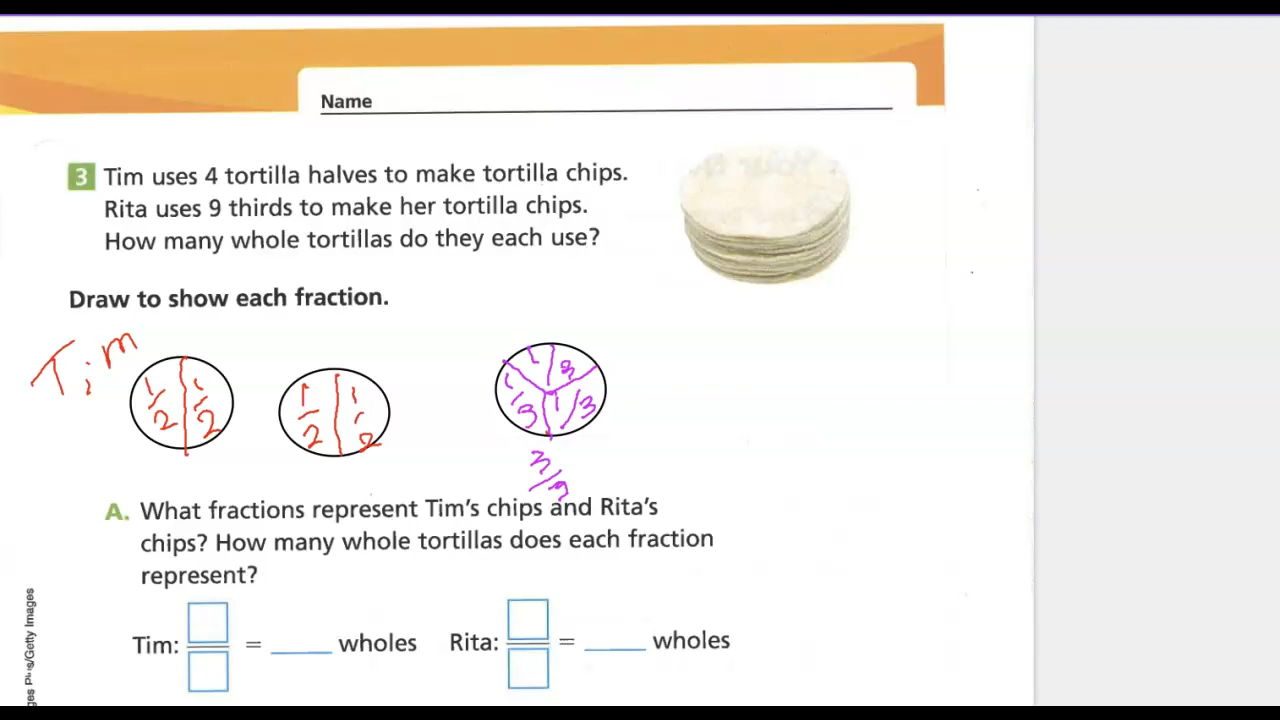 Name
3 Tim uses 4 tortilla halves to make tortilla chips.
Rita uses 9 thirds to make her tortilla chips.
How many whole tortillas do they each use?
Draw to show each fraction.
Tim
1/2 1/2 1/2 1/2
1/3 1/3 1/3
3/9
A. What fractions represent Tim's chips and Rita's
chips? How many whole tortillas does each fraction
represent?
Tim: = wholes Rita: = wholes
/Getty Images